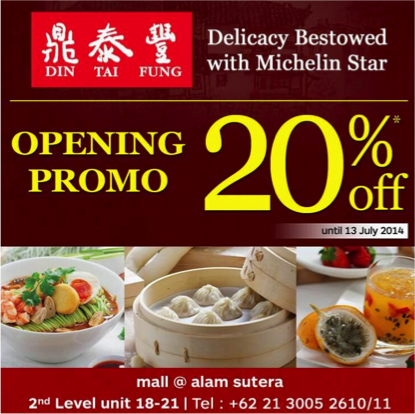 鼎泰豐
DIN TAI FUNG
Delicacy Bestowed
with Michelin Star
OPENING
PROMO
20%*
off
until 13 July 2014
mall @ alam sutera
2nd Level unit 18-21 | Tel : +62 21 3005 2610/11